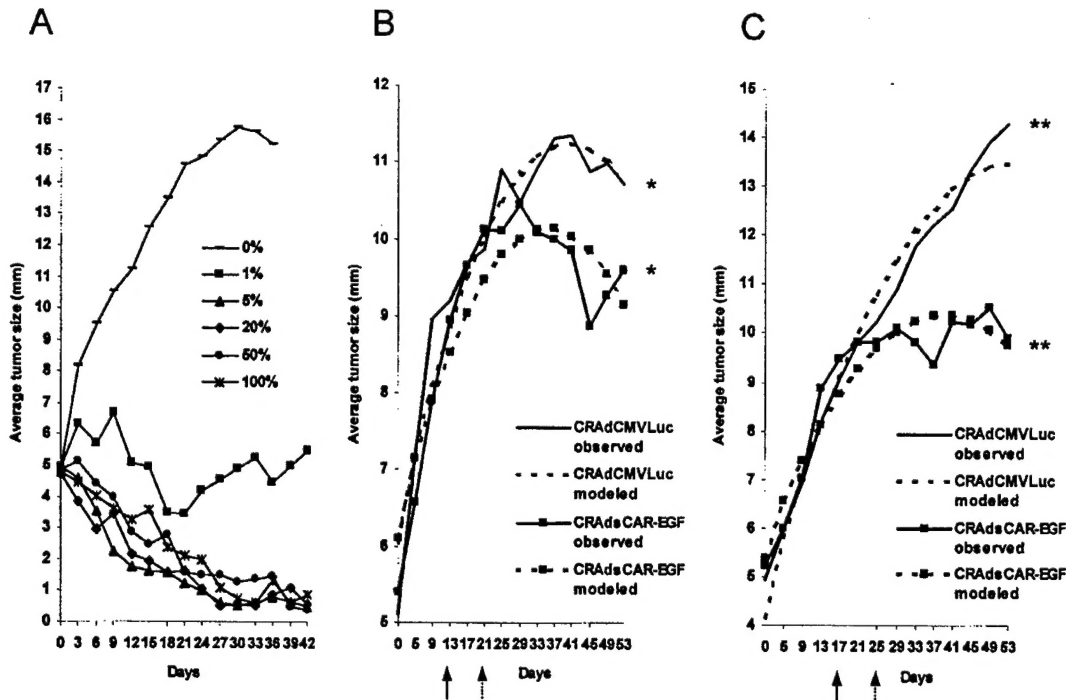 A
Average tumor size (mm)
17
16
15
14
13
12
11
10
9
8
7
6
5
4
3
2
1
0
0 3 6 9 12 15 18 21 24 27 30 33 36 39 42
Days
0%
1%
5%
20%
50%
100%
B
Average tumor size (mm)
12
11
10
9
8
7
6
5
0 5 9 13 17 21 25 29 33 37 41 45 49 53
Days
*
*
CRAdCMVLuc
observed
CRAdCMVLuc
modeled
CRAdsCAR-EGF
observed
CRAdsCAR-EGF
modeled
C
Average tumor size (mm)
15
14
13
12
11
10
9
8
7
6
5
4
0 5 9 13 17 21 25 29 33 37 41 45 49 53
Days
**
**
CRAdCMVLuc
observed
CRAdCMVLuc
modeled
CRAdsCAR-EGF
observed
CRAdsCAR-EGF
modeled